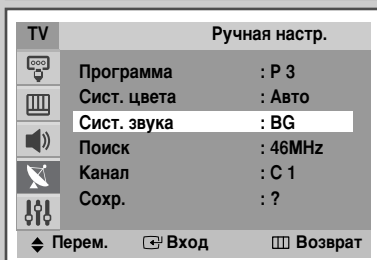 TV Ручная настр.
Программа : P 3
Сист. цвета : Авто
Сист. звука : BG
Поиск : 46MHz
Канал : C 1
Сохр. : ?
Перем. Вход Возврат